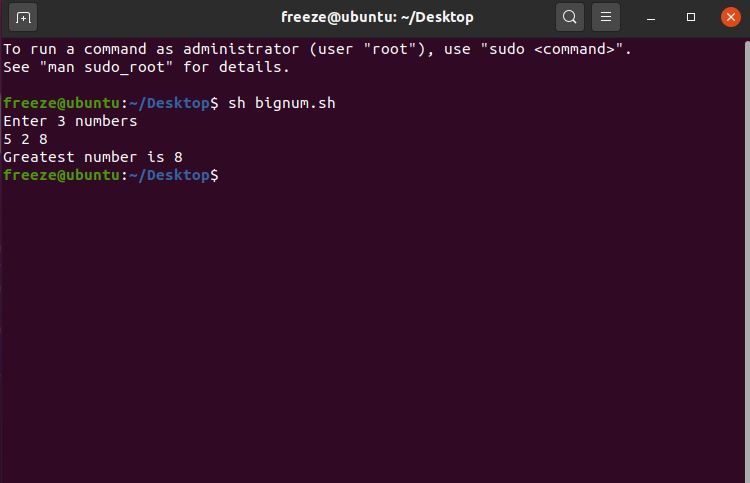 freeze@ubuntu: ~/Desktop
To run a command as administrator (user "root"), use "sudo <command>".
See "man sudo_root" for details.
freeze@ubuntu:~/Desktop$ sh bignum.sh
Enter 3 numbers
5 2 8
Greatest number is 8
freeze@ubuntu:~/Desktop$